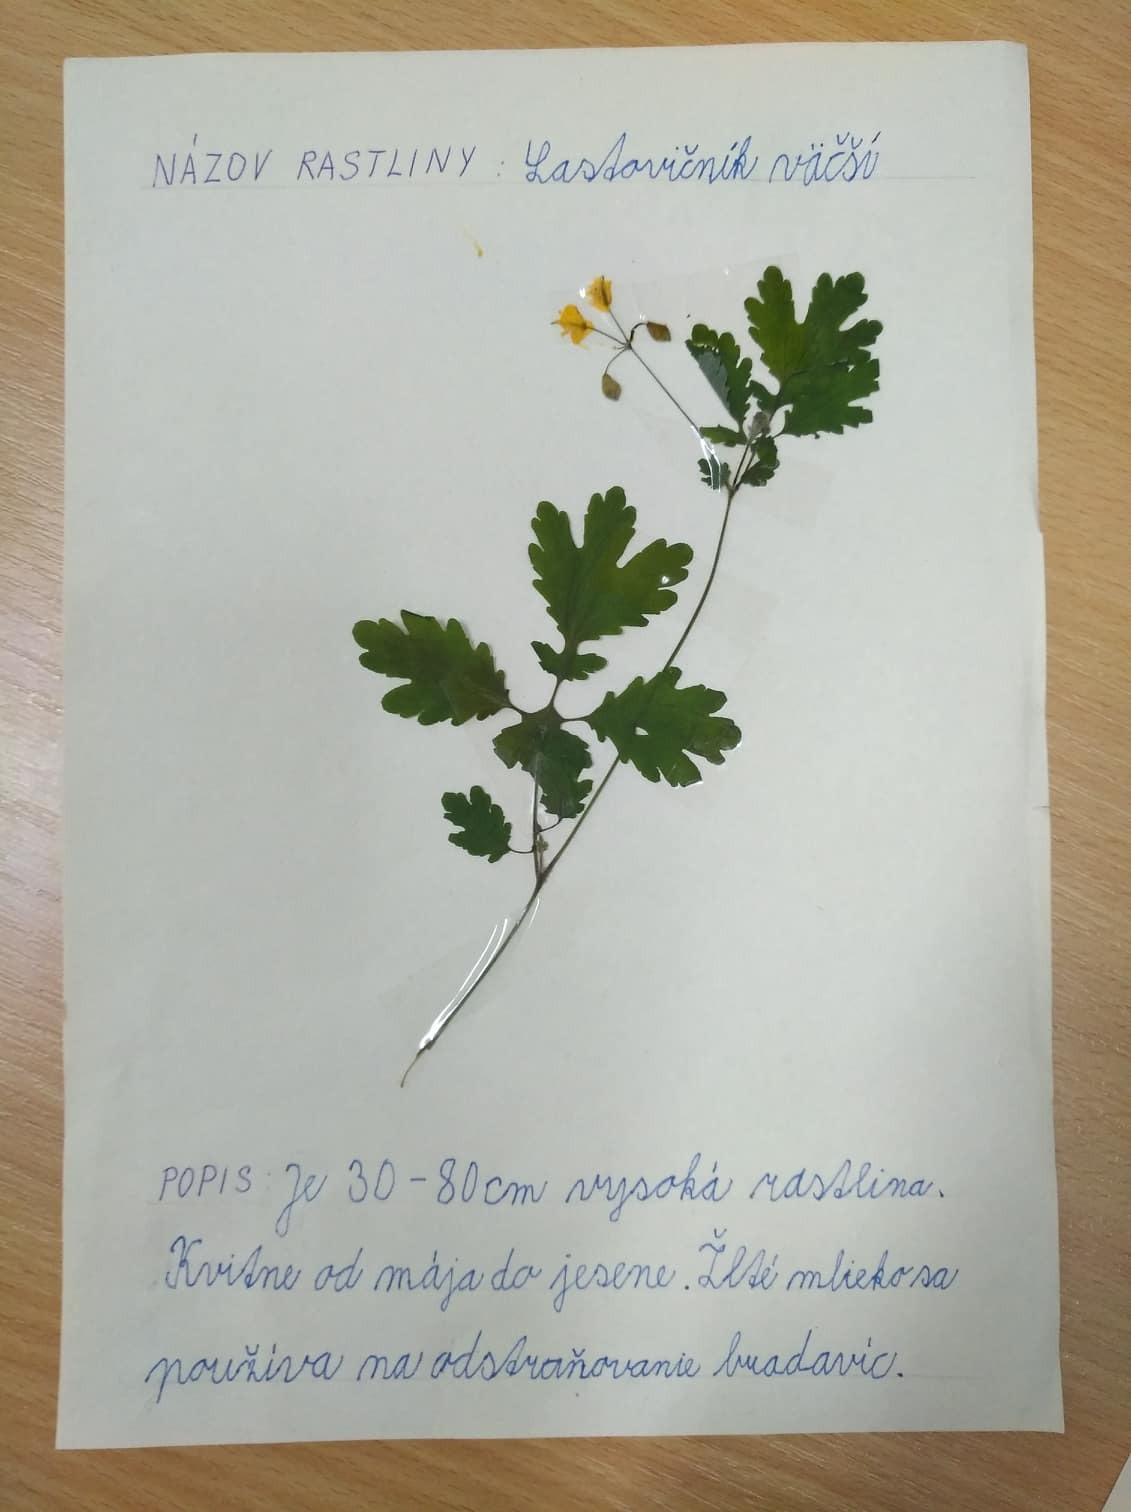 NÁZOV RASTLINY: Lastovičník väčší
POPIS: Je 30-80cm vysoká rastlina.
Kvitne od mája do jesene. Žlté mlieko sa
používa na odstraňovanie bradavíc.